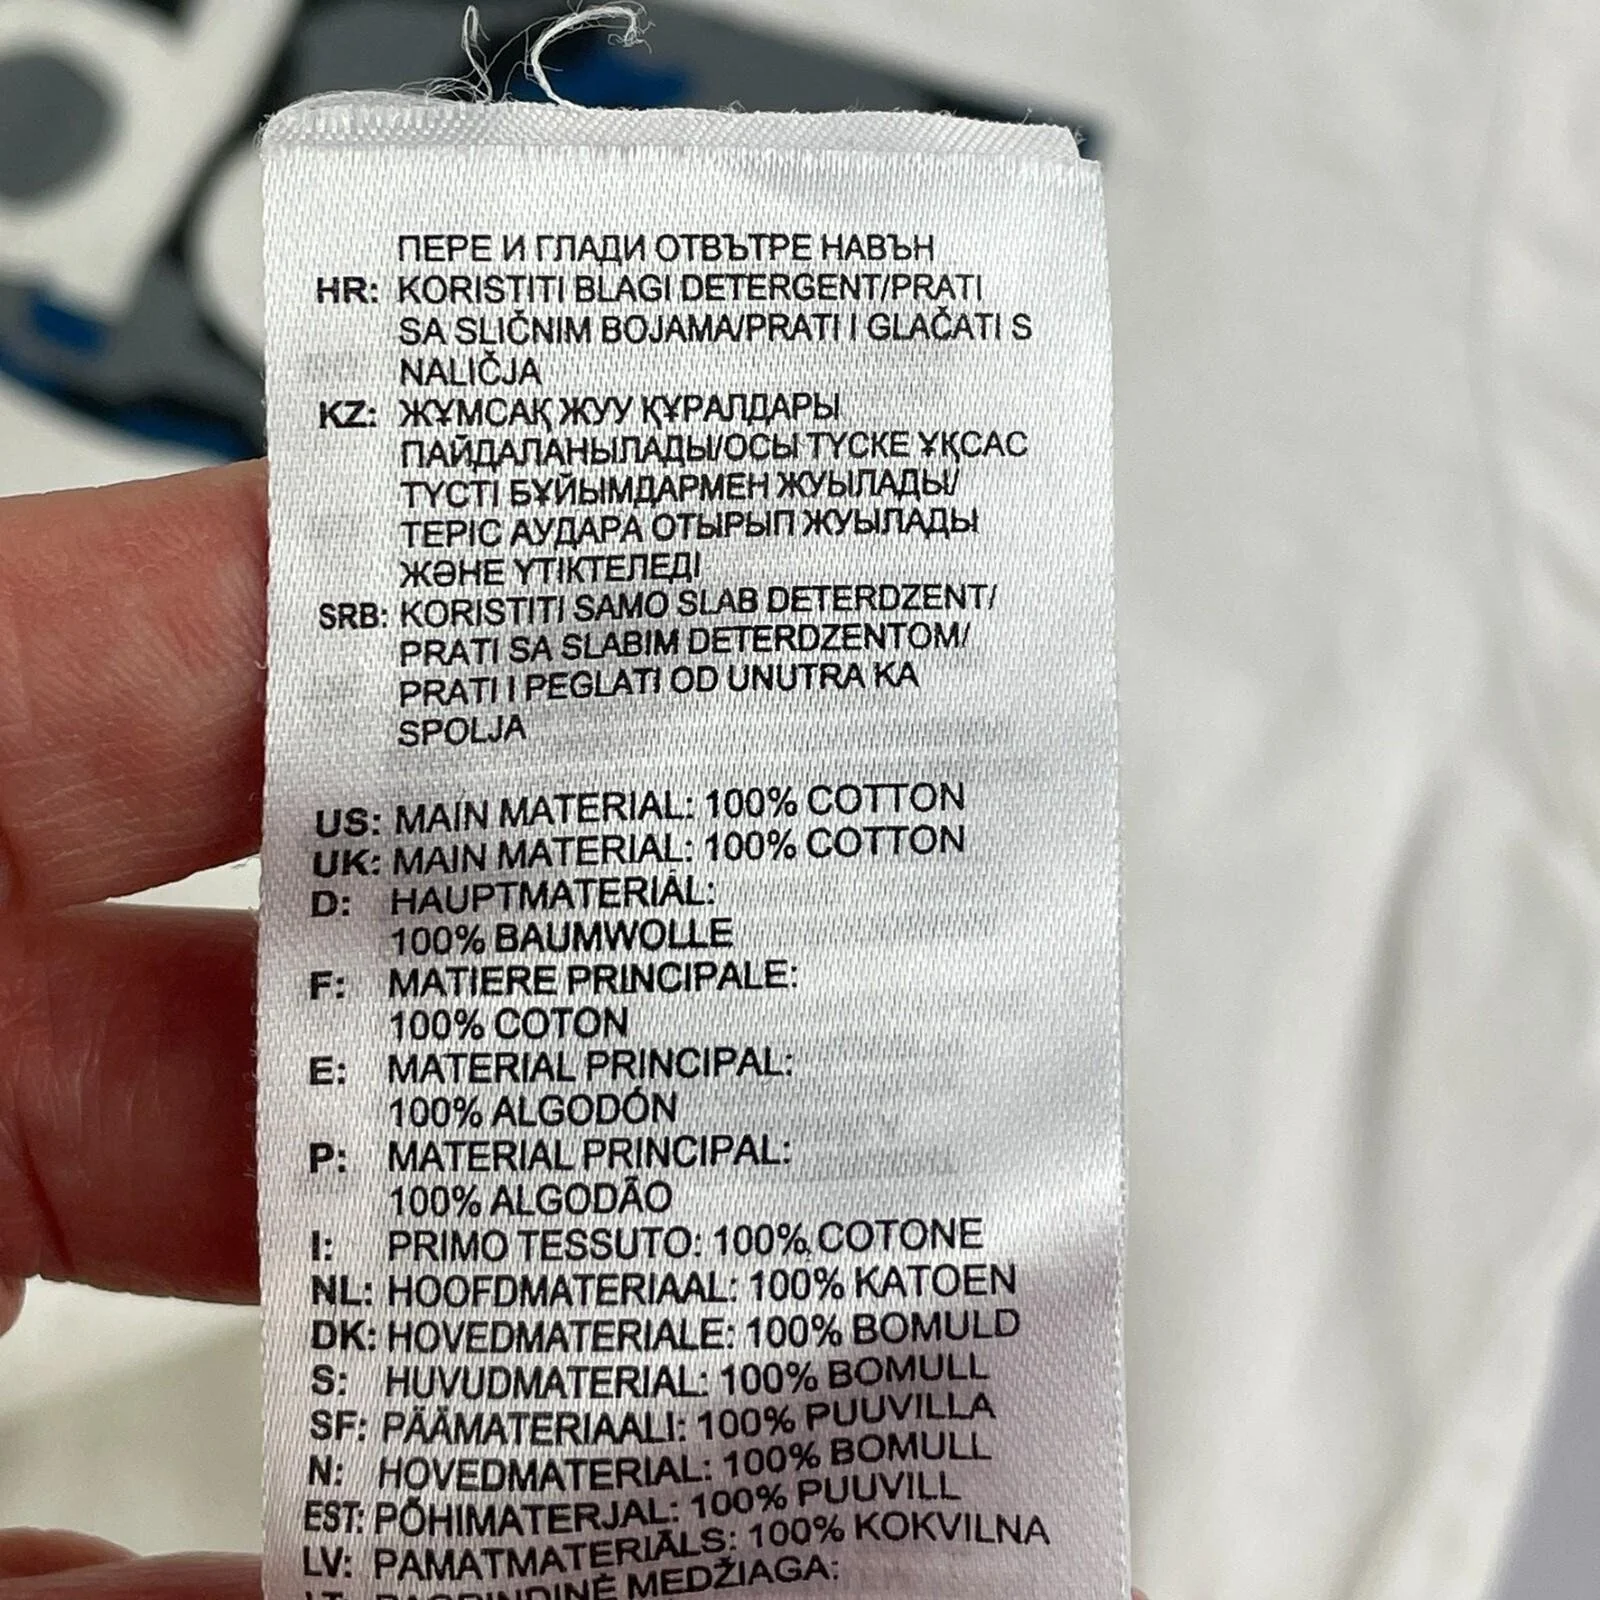 ПЕРЕ И ГЛАДИ ОТВЪТРЕ НАВЪН
HR: KORISTITI BLAGI DETERGENT/PRATI
SA SLIČNIM BOJAMA/PRATI I GLAČATI S
NALIČJA
KZ: ЖҰМСАҚ ЖУУ ҚҰРАЛДАРЫ
ПАЙДАЛАНЫЛАДЫ/ОСЫ ТҮСКЕ ҰҚСАС
ТҮСТІ БҰЙЫМДАРМЕН ЖУЫЛАДЫ/
ТЕРІС АУДАРА ОТЫРЫП ЖУЫЛАДЫ
ЖӘНЕ ҮТІКТЕЛЕДІ
SRB: KORISTITI SAMO SLAB DETERDZENT/
PRATI SA SLABIM DETERDZENTOM/
PRATI I PEGLATI OD UNUTRA KA
SPOLJA
US: MAIN MATERIAL: 100% COTTON
UK: MAIN MATERIAL: 100% COTTON
D: HAUPTMATERIAL:
100% BAUMWOLLE
F: MATIERE PRINCIPALE:
100% COTON
E: MATERIAL PRINCIPAL:
100% ALGODÓN
P: MATERIAL PRINCIPAL:
100% ALGODÃO
I: PRIMO TESSUTO: 100% COTONE
NL: HOOFDMATERIAAL: 100% KATOEN
DK: HOVEDMATERIALE: 100% BOMULD
S: HUVUDMATERIAL: 100% BOMULL
SF: PÄÄMATERIAALI: 100% PUUVILLA
N: HOVEDMATERIAL: 100% BOMULL
EST: PÕHIMATERJAL: 100% PUUVILL
LV: PAMATMATERIĀLS: 100% KOKVILNA
LT: PAGRINDINĖ MEDŽIAGA: